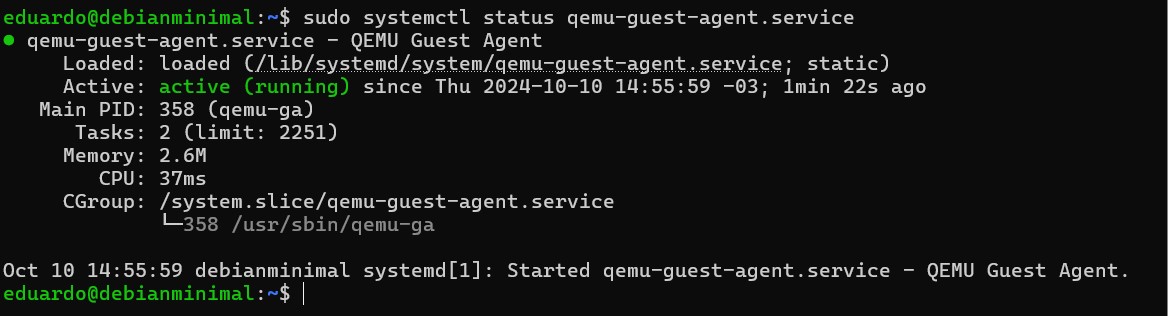 eduardo@debianminimal:~$ sudo systemctl status qemu-guest-agent.service
● qemu-guest-agent.service - QEMU Guest Agent
     Loaded: loaded (/lib/systemd/system/qemu-guest-agent.service; static)
     Active: active (running) since Thu 2024-10-10 14:55:59 -03; 1min 22s ago
   Main PID: 358 (qemu-ga)
      Tasks: 2 (limit: 2251)
     Memory: 2.6M
        CPU: 37ms
     CGroup: /system.slice/qemu-guest-agent.service
             └─358 /usr/sbin/qemu-ga

Oct 10 14:55:59 debianminimal systemd[1]: Started qemu-guest-agent.service - QEMU Guest Agent.
eduardo@debianminimal:~$